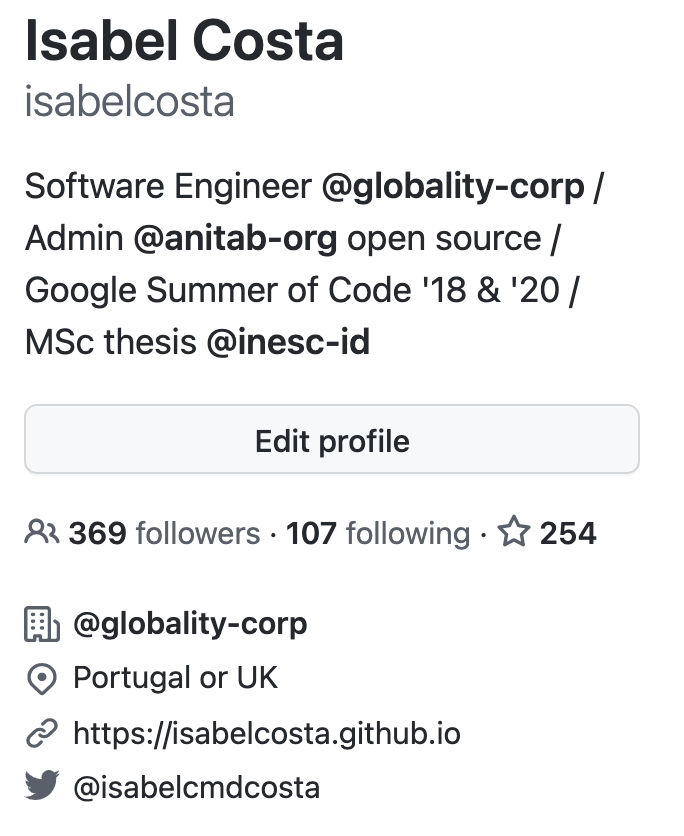 Isabel Costa
isabelcosta
Software Engineer @globality-corp /
Admin @anitab-org open source /
Google Summer of Code '18 & '20 /
MSc thesis @inesc-id
Edit profile
369 followers · 107 following · 254
@globality-corp
Portugal or UK
https://isabelcosta.github.io
@isabelcmdcosta